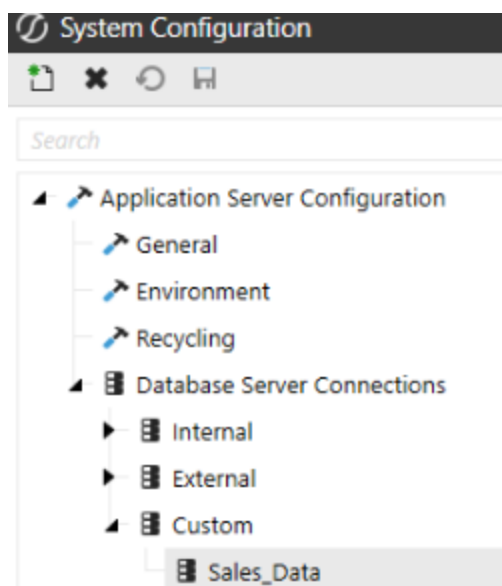 System Configuration
Search
Application Server Configuration
General
Environment
Recycling
Database Server Connections
Internal
External
Custom
Sales_Data